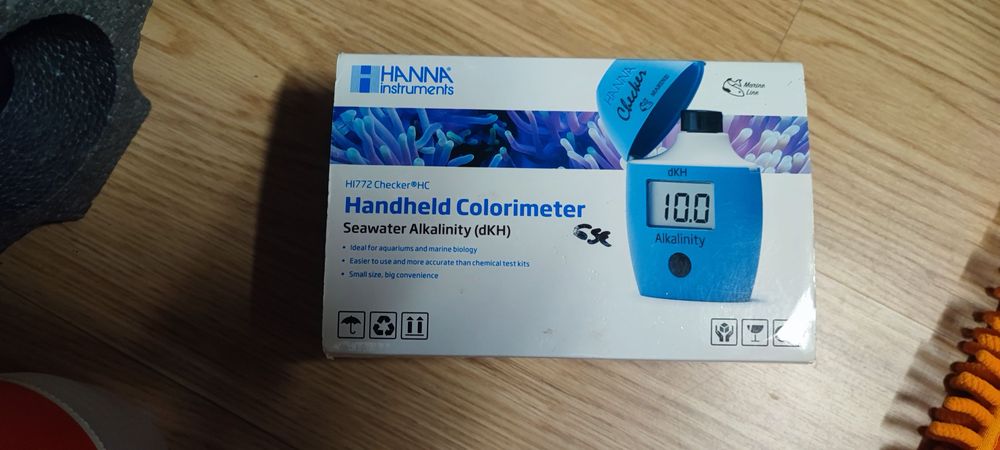 HANNA®
instruments
HANNA
Checker
MARINE
Marine
Line
HI772 Checker®HC
Handheld Colorimeter
Seawater Alkalinity (dKH)
• Ideal for aquariums and marine biology
• Easier to use and more accurate than chemical test kits
• Small size, big convenience
dKH
10.0
Alkalinity